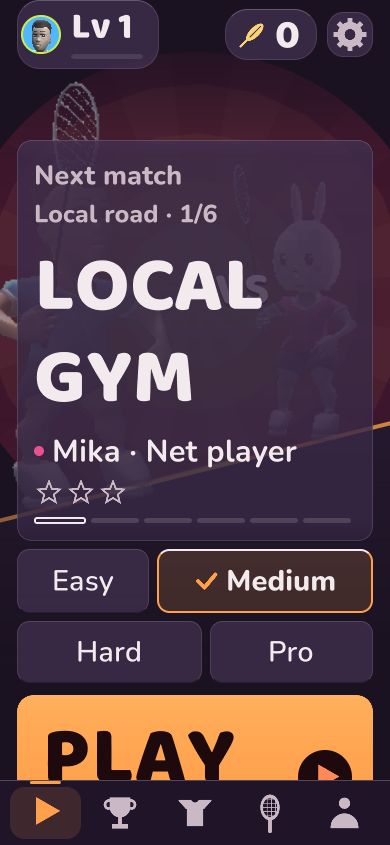 Lv 1
0
Next match
Local road · 1/6
VS
LOCAL
GYM
Mika · Net player
Easy
Medium
Hard
Pro
PLAY